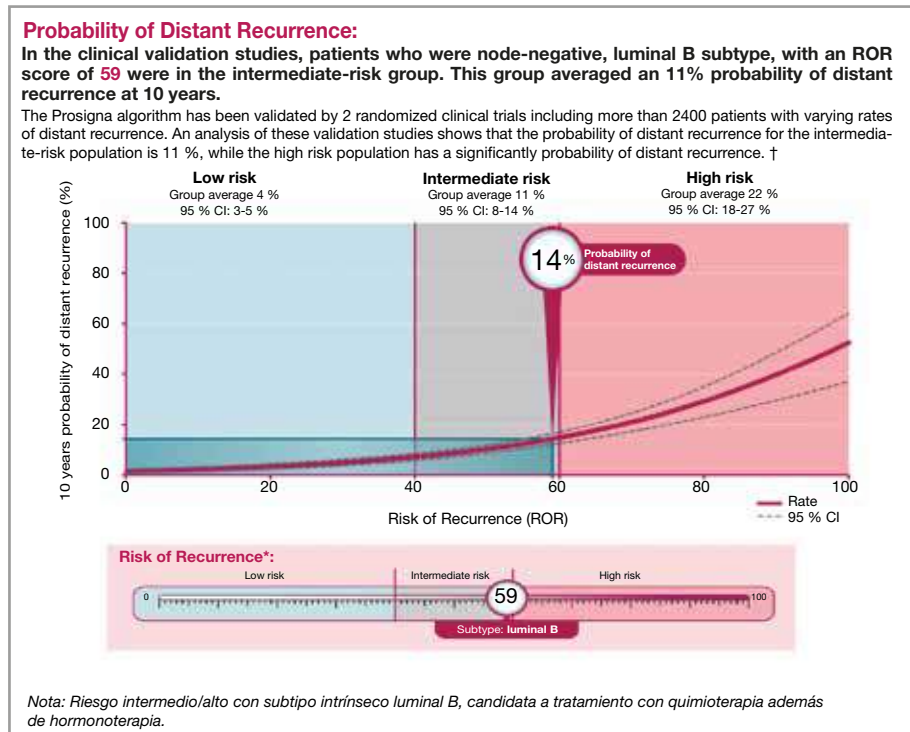 Probability of Distant Recurrence:
In the clinical validation studies, patients who were node-negative, luminal B subtype, with an ROR
score of 59 were in the intermediate-risk group. This group averaged an 11% probability of distant
recurrence at 10 years.
The Prosigna algorithm has been validated by 2 randomized clinical trials including more than 2400 patients with varying rates
of distant recurrence. An analysis of these validation studies shows that the probability of distant recurrence for the intermedia-
te-risk population is 11 %, while the high risk population has a significantly probability of distant recurrence. †
Low risk
Group average 4 %
95 % CI: 3-5 %
Intermediate risk
Group average 11 %
95 % CI: 8-14 %
High risk
Group average 22 %
95 % CI: 18-27 %
10 years probability of distant recurrence (%)
100
80
60
40
20
0
14%
Probability of
distant recurrence
0
20
40
60
80
100
Risk of Recurrence (ROR)
Rate
95 % CI
Risk of Recurrence*:
Low risk
Intermediate risk
High risk
0
59
100
Subtype: luminal B
Nota: Riesgo intermedio/alto con subtipo intrínseco luminal B, candidata a tratamiento con quimioterapia además
de hormonoterapia.